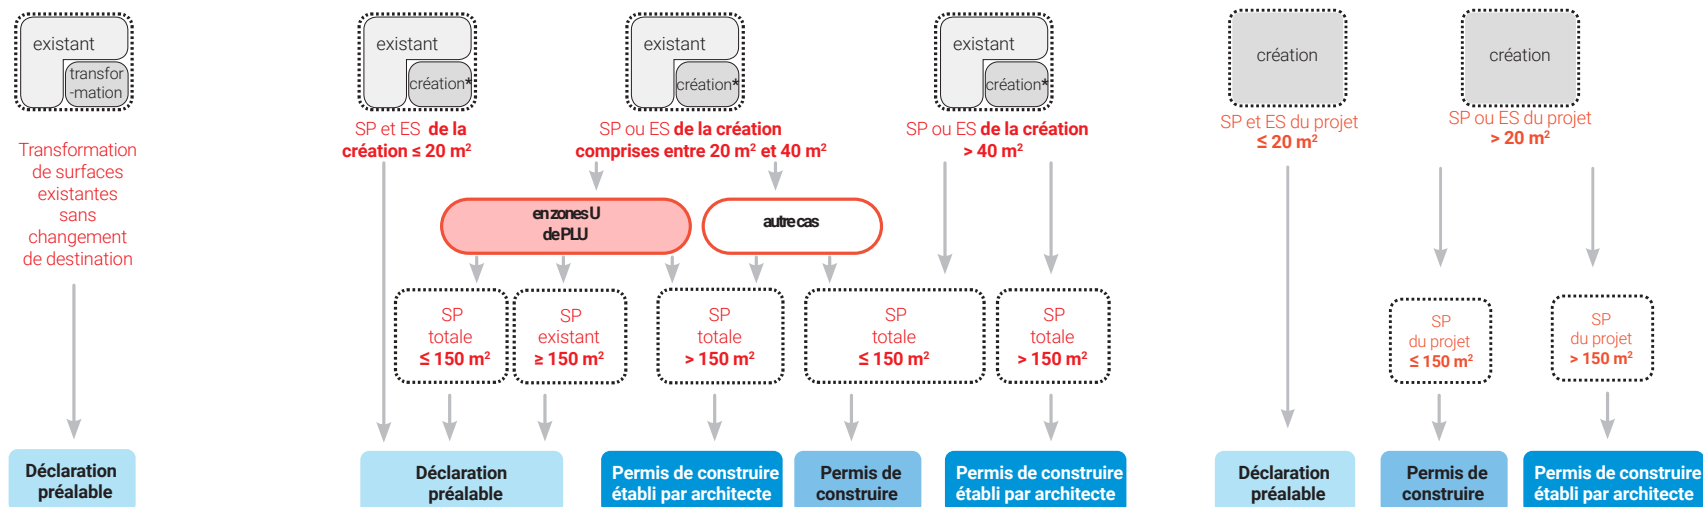 existant
transfor
-mation
Transformation
de surfaces
existantes
sans
changement
de destination
Déclaration
préalable
existant
création*
SP et ES de la
création ≤ 20 m²
existant
création*
SP ou ES de la création
comprises entre 20 m² et 40 m²
existant
création*
SP ou ES de la création
> 40 m²
en zones U
de PLU
autre cas
SP
totale
≤ 150 m²
SP
existant
≥ 150 m²
SP
totale
> 150 m²
SP
totale
≤ 150 m²
SP
totale
> 150 m²
Déclaration
préalable
Permis de construire
établi par architecte
Permis de
construire
Permis de construire
établi par architecte
création
SP et ES du projet
≤ 20 m²
création
SP ou ES du projet
> 20 m²
SP
du projet
≤ 150 m²
SP
du projet
> 150 m²
Déclaration
préalable
Permis de
construire
Permis de construire
établi par architecte